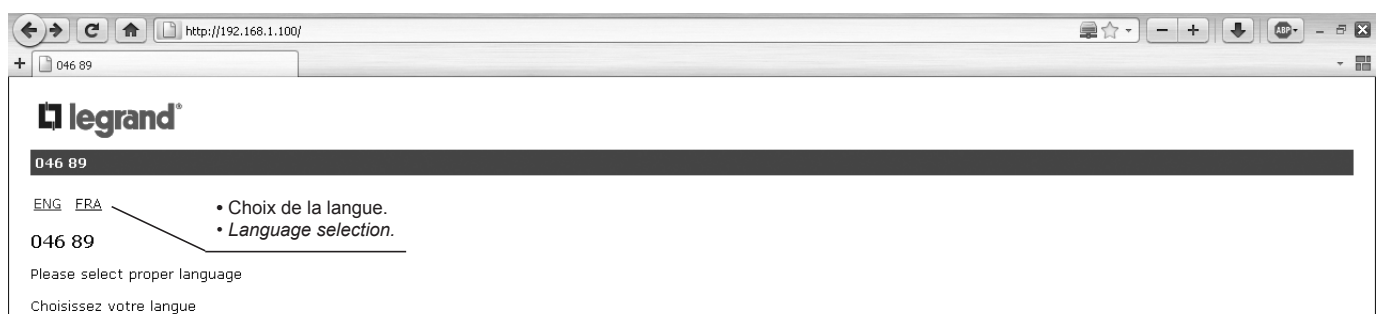 http://192.168.1.100/
ABP
046 89
legrand®
046 89
ENG FRA
• Choix de la langue.
• Language selection.
046 89
Please select proper language
Choisissez votre langue